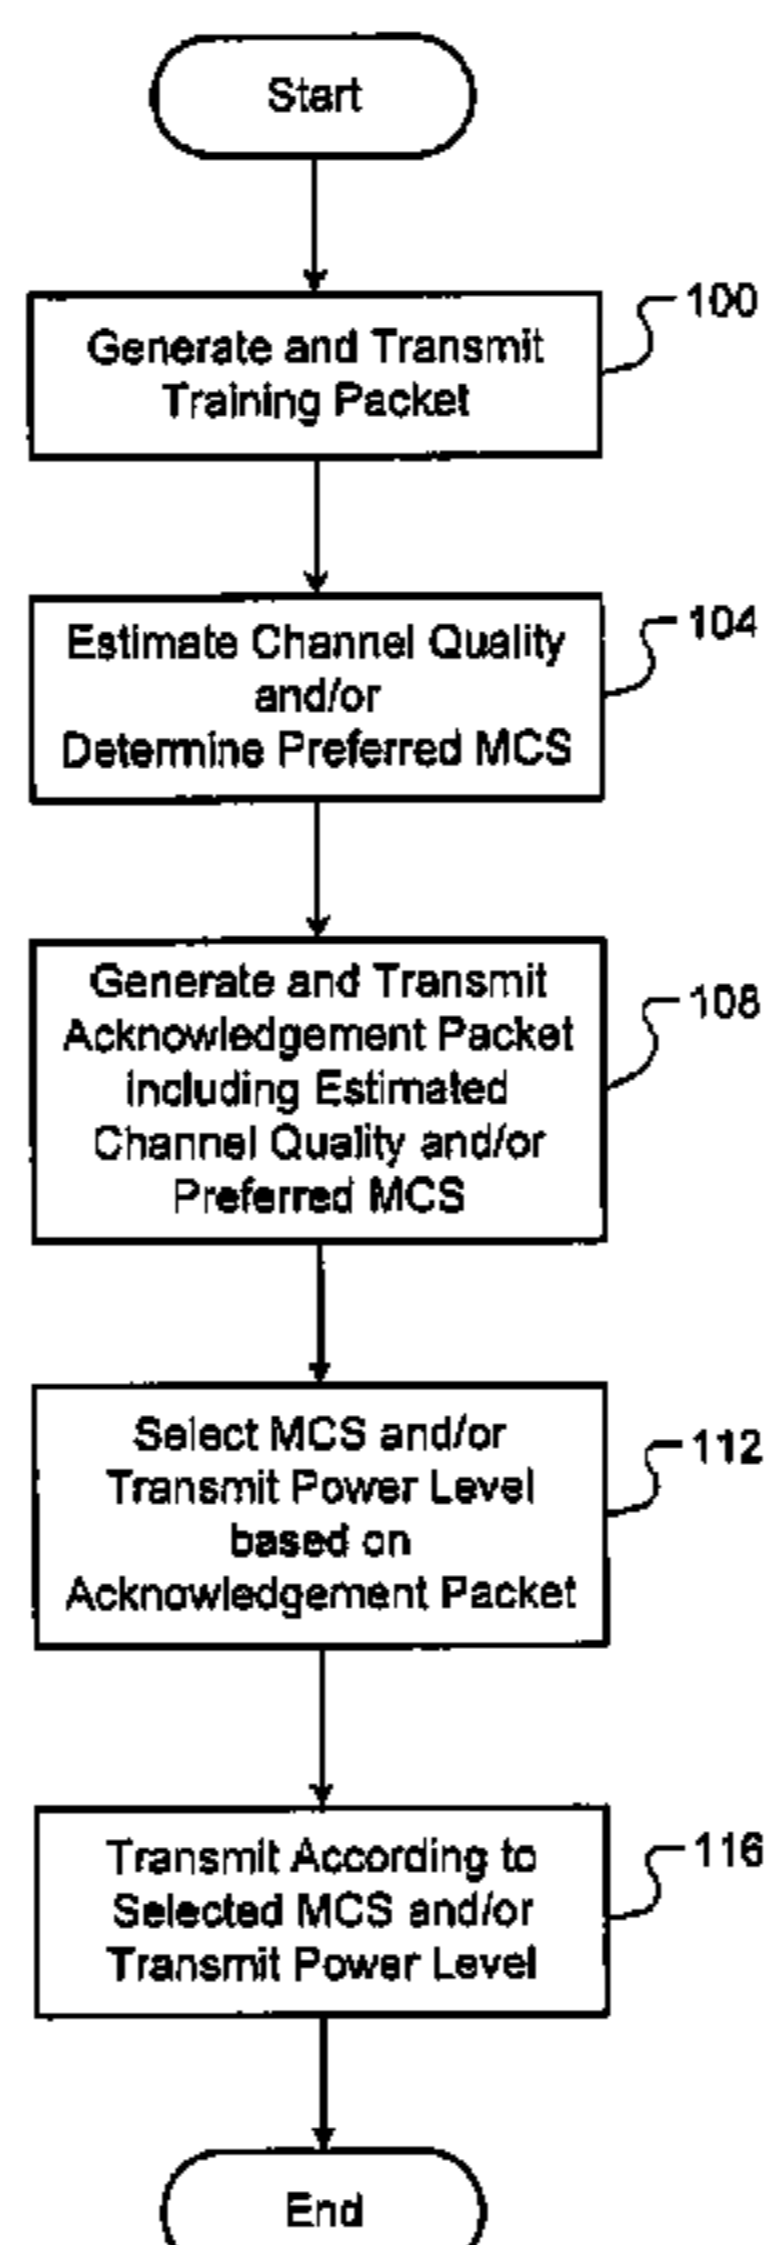 Start
100
Generate and Transmit
Training Packet
104
Estimate Channel Quality
and/or
Determine Preferred MCS
108
Generate and Transmit
Acknowledgement Packet
including Estimated
Channel Quality and/or
Preferred MCS
112
Select MCS and/or
Transmit Power Level
based on
Acknowledgement Packet
116
Transmit According to
Selected MCS and/or
Transmit Power Level
End